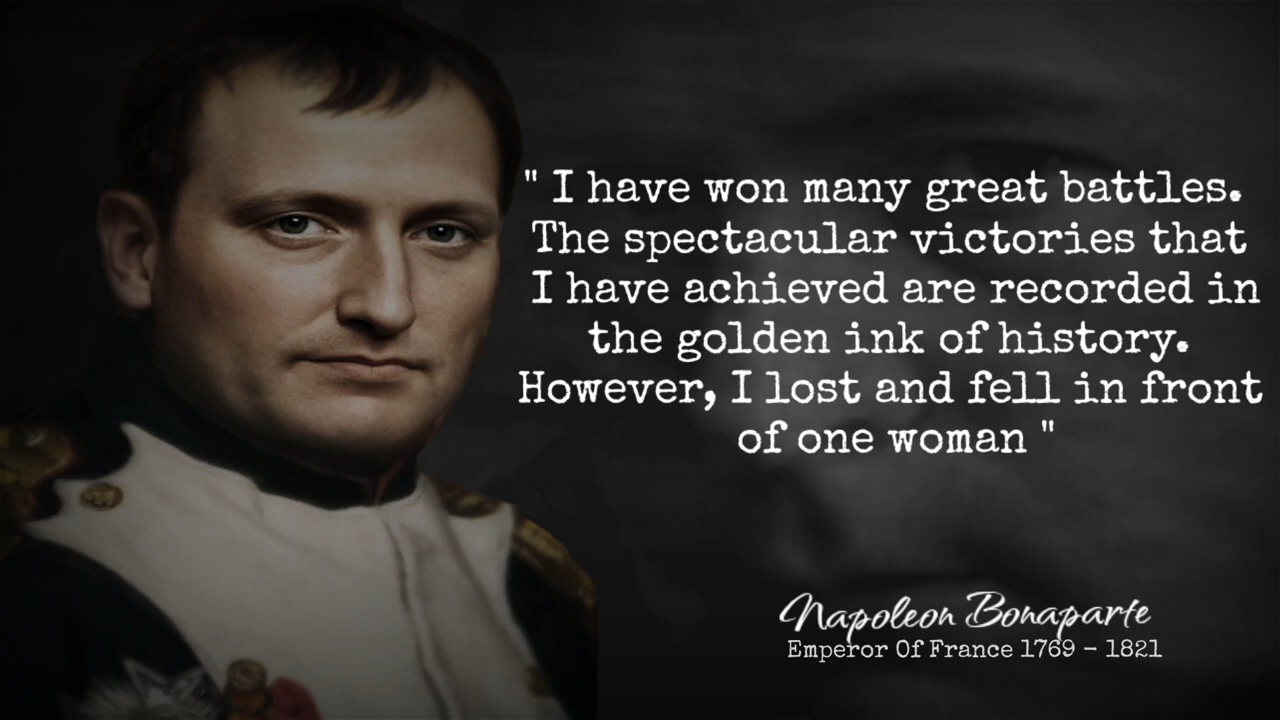 " I have won many great battles.
The spectacular victories that
I have achieved are recorded in
the golden ink of history.
However, I lost and fell in front
of one woman "
Napoleon Bonaparte
Emperor Of France 1769 - 1821